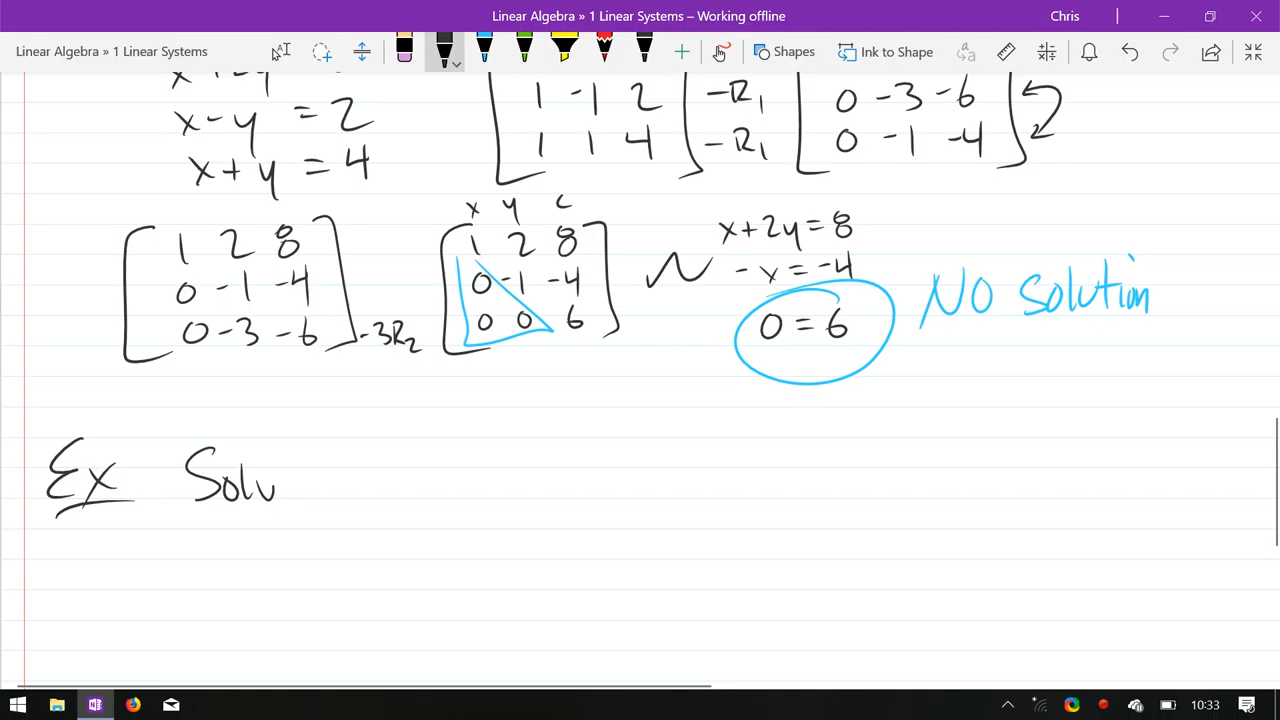 Linear Algebra » 1 Linear Systems – Working offline
Chris
Linear Algebra » 1 Linear Systems
Shapes
Ink to Shape
x - y = 2
x + y = 4
1 -1 2 -R1
1 1 4 -R1
0 -3 -6
0 -1 -4
1 2 8
0 -1 -4
0 -3 -6 -3R2
x y c
1 2 8
0 -1 -4
0 0 6
x+2y=8
-x=-4
0=6
No solution
Ex Solv
10:33